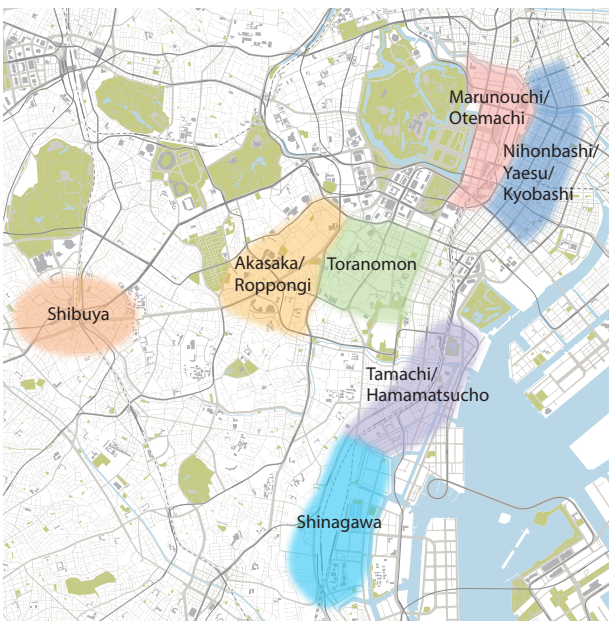 Marunouchi/
Otemachi
Nihonbashi/
Yaesu/
Kyobashi
Akasaka/
Roppongi
Toranomon
Shibuya
Tamachi/
Hamamatsucho
Shinagawa